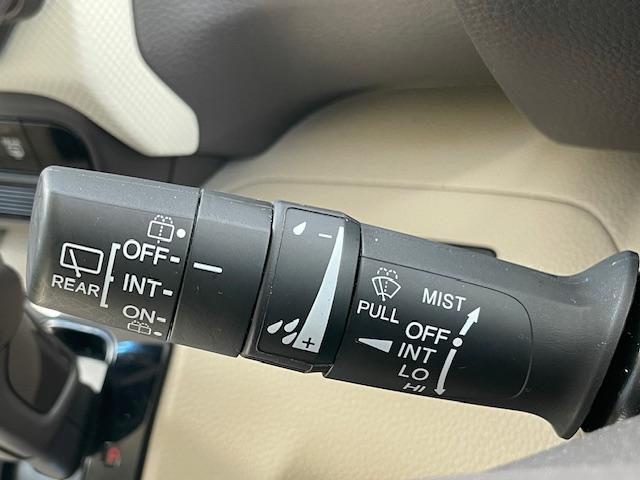 REAR
OFF
INT
ON
-
+
PULL
MIST
OFF
INT
LO
HI